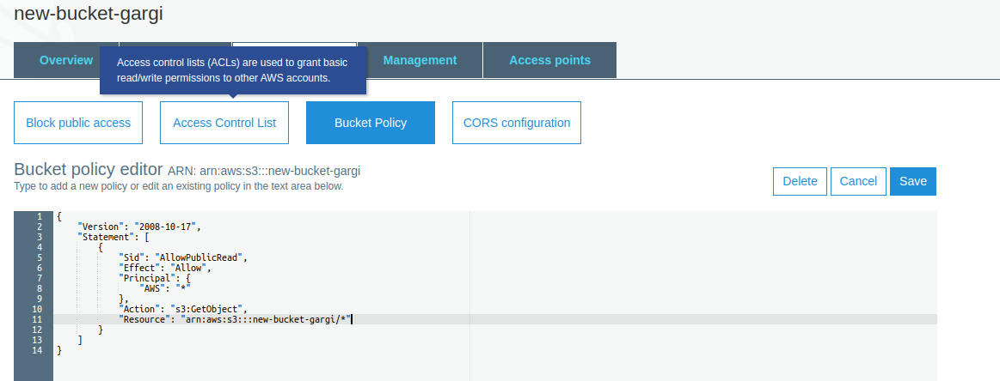 new-bucket-gargi
Overview
Management
Access points
Access control lists (ACLs) are used to grant basic
read/write permissions to other AWS accounts.
Block public access
Access Control List
Bucket Policy
CORS configuration
Bucket policy editor ARN: arn:aws:s3:::new-bucket-gargi
Type to add a new policy or edit an existing policy in the text area below.
Delete
Cancel
Save
1 {
2 "Version": "2008-10-17",
3 "Statement": [
4 {
5 "Sid": "AllowPublicRead",
6 "Effect": "Allow",
7 "Principal": {
8 "AWS": "*"
9 },
10 "Action": "s3:GetObject",
11 "Resource": "arn:aws:s3:::new-bucket-gargi/*"
12 }
13 ]
14 }